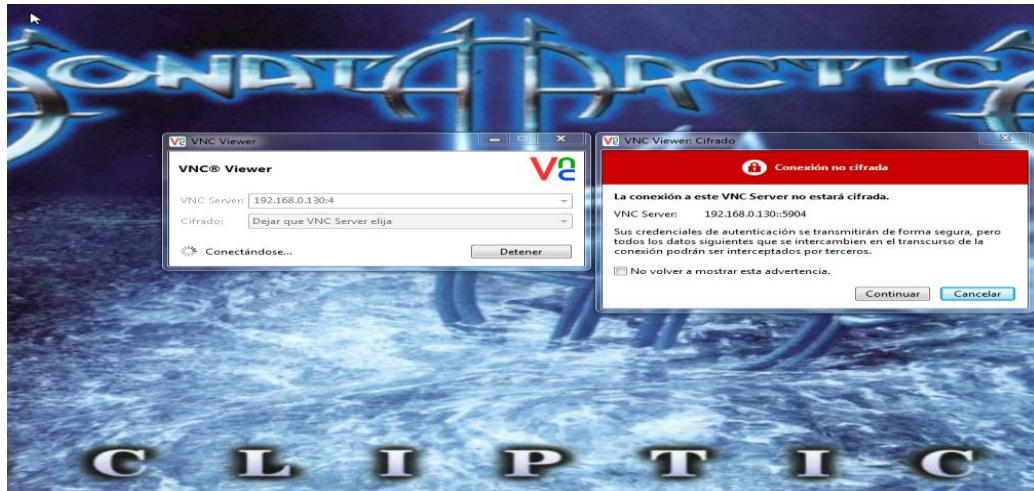 SONATA ARCTICA
VNC Viewer
VNC® Viewer
VNC Server: 192.168.0.130:4
Cifrado: Dejar que VNC Server elija
Conectándose...
Detener
VNC Viewer: Cifrado
Conexión no cifrada
La conexión a este VNC Server no estará cifrada.
VNC Server: 192.168.0.130::5904
Sus credenciales de autenticación se transmitirán de forma segura, pero
todos los datos siguientes que se intercambien en el transcurso de la
conexión podrán ser interceptados por terceros.
No volver a mostrar esta advertencia.
Continuar Cancelar
CLIPTIC